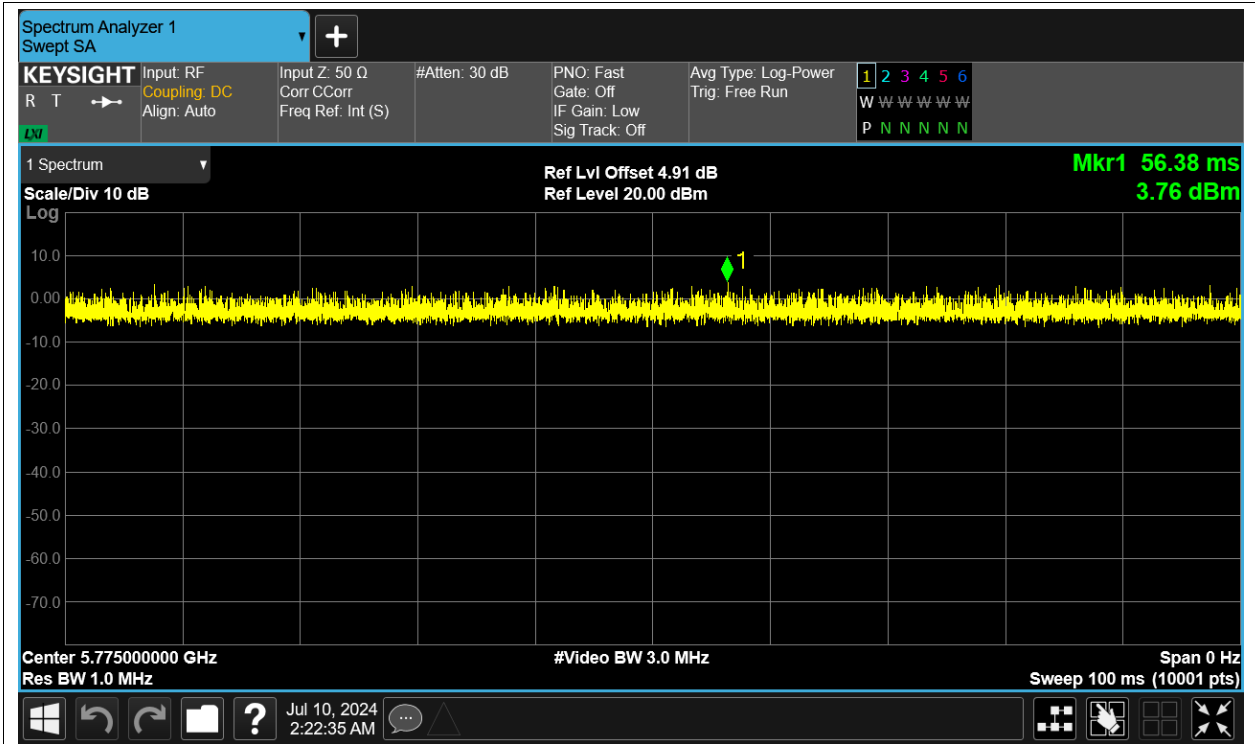 Spectrum Analyzer 1
Swept SA
+
KEYSIGHT
R T
LXI
Input: RF
Coupling: DC
Align: Auto
Input Z: 50 Ω
Corr CCorr
Freq Ref: Int (S)
#Atten: 30 dB
PNO: Fast
Gate: Off
IF Gain: Low
Sig Track: Off
Avg Type: Log-Power
Trig: Free Run
1 2 3 4 5 6
W W W W W W
P N N N N N
1 Spectrum
Scale/Div 10 dB
Ref Lvl Offset 4.91 dB
Ref Level 20.00 dBm
Mkr1 56.38 ms
3.76 dBm
Log
10.0
0.00
-10.0
-20.0
-30.0
-40.0
-50.0
-60.0
-70.0
1
Center 5.775000000 GHz
Res BW 1.0 MHz
#Video BW 3.0 MHz
Span 0 Hz
Sweep 100 ms (10001 pts)
?
Jul 10, 2024
2:22:35 AM